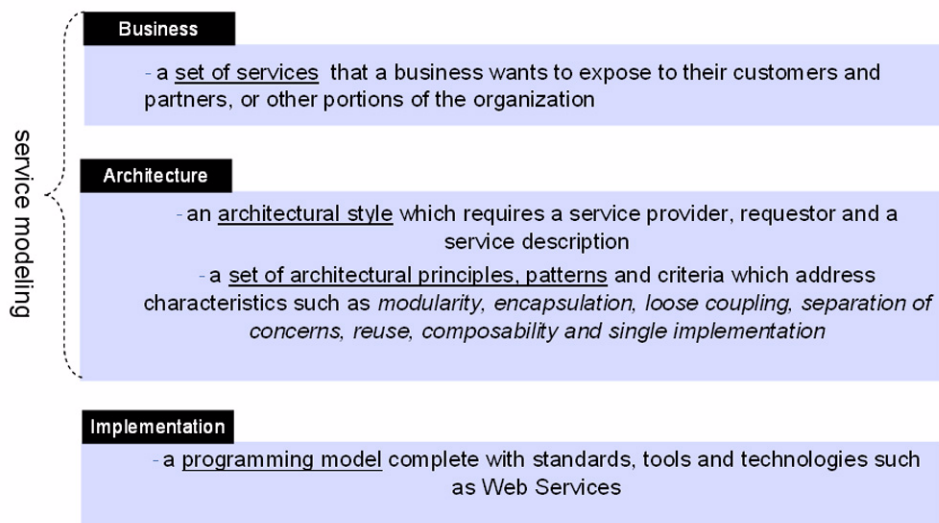 service modeling
Business
- a set of services that a business wants to expose to their customers and
partners, or other portions of the organization
Architecture
- an architectural style which requires a service provider, requestor and a
service description
- a set of architectural principles, patterns and criteria which address
characteristics such as modularity, encapsulation, loose coupling, separation of
concerns, reuse, composability and single implementation
Implementation
- a programming model complete with standards, tools and technologies such
as Web Services